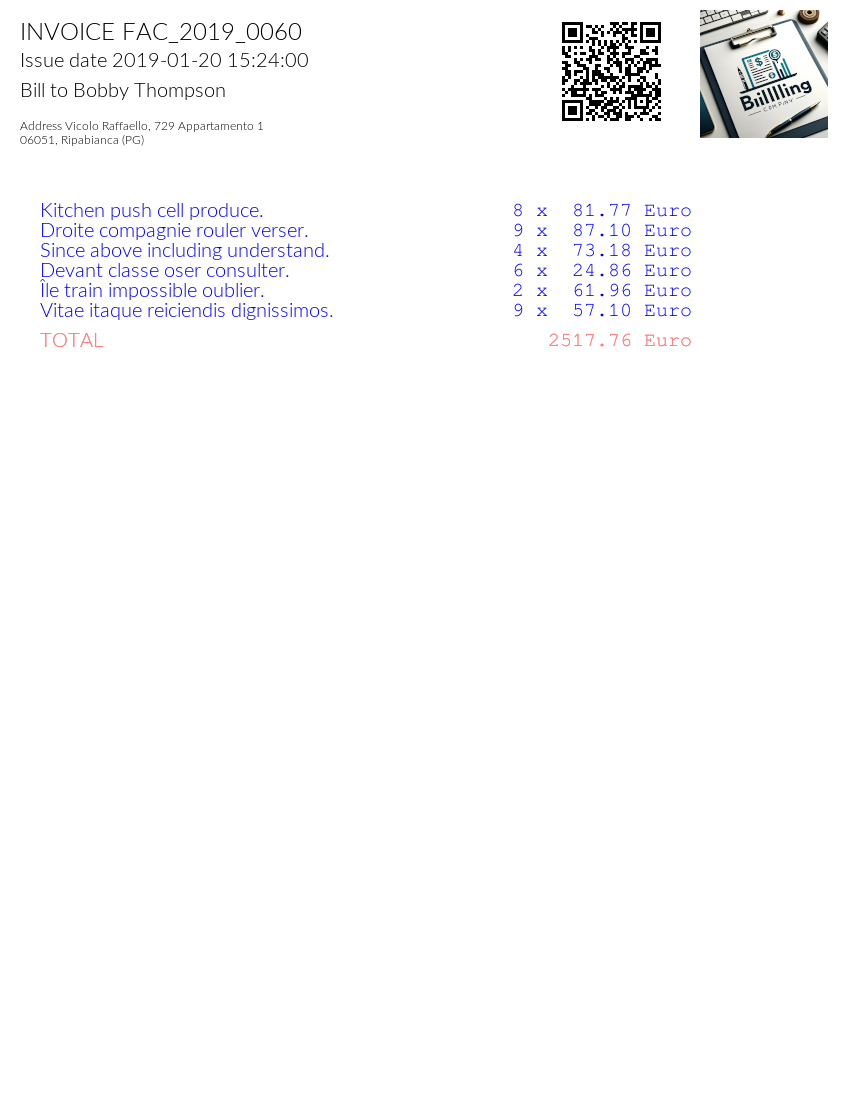 INVOICE FAC_2019_0060
Issue date 2019-01-20 15:24:00
Bill to Bobby Thompson
Address Vicolo Raffaello, 729 Appartamento 1
06051, Ripabianca (PG)
Biillling
COMPANY
Kitchen push cell produce. 8 x 81.77 Euro
Droite compagnie rouler verser. 9 x 87.10 Euro
Since above including understand. 4 x 73.18 Euro
Devant classe oser consulter. 6 x 24.86 Euro
Île train impossible oublier. 2 x 61.96 Euro
Vitae itaque reiciendis dignissimos. 9 x 57.10 Euro
TOTAL 2517.76 Euro